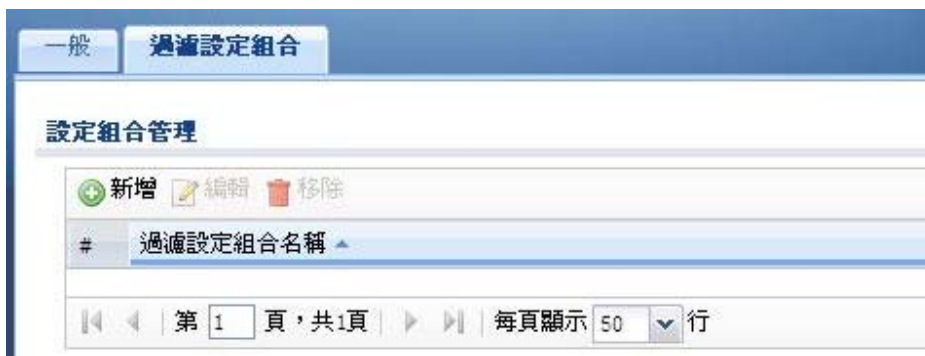 一般 過濾設定組合
設定組合管理
新增 編輯 移除
# 過濾設定組合名稱
第 1 頁，共1頁 每頁顯示 50 行